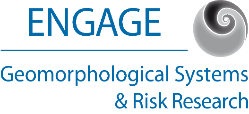 ENGAGE
Geomorphological Systems
& Risk Research